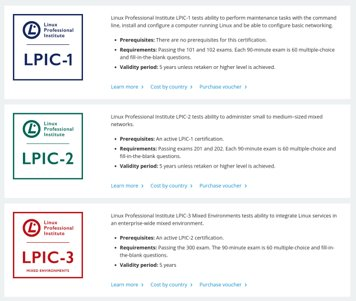 Linux
Professional
Institute
LPIC-1
Linux Professional Institute LPIC-1 tests ability to perform maintenance tasks with the command
line, install and configure a computer running Linux and be able to configure basic networking.
Prerequisites: There are no prerequisites for this certification.
Requirements: Passing the 101 and 102 exams. Each 90-minute exam is 60 multiple-choice
and fill-in-the-blank questions.
Validity period: 5 years unless retaken or higher level is achieved.
Learn more > Cost by country > Purchase voucher >
Linux
Professional
Institute
LPIC-2
Linux Professional Institute LPIC-2 tests ability to administer small to medium-sized mixed
networks.
Prerequisites: An active LPIC-1 certification.
Requirements: Passing exams 201 and 202. Each 90-minute exam is 60 multiple-choice and
fill-in-the-blank questions.
Validity period: 5 years unless retaken or higher level is achieved.
Learn more > Cost by country > Purchase voucher >
Linux
Professional
Institute
LPIC-3
MIXED ENVIRONMENTS
Linux Professional Institute LPIC-3 Mixed Environments tests ability to integrate Linux services in
an enterprise-wide mixed environment.
Prerequisites: An active LPIC-2 certification.
Requirements: Passing the 300 exam. The 90-minute exam is 60 multiple-choice and fill-in-
the-blank questions.
Validity period: 5 years
Learn more > Cost by country > Purchase voucher >